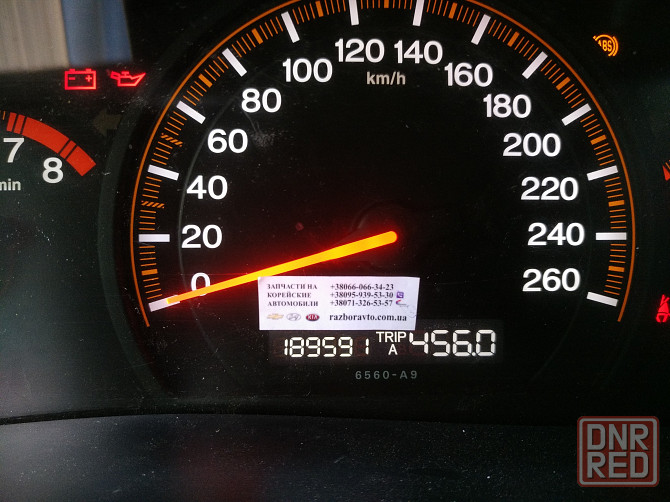 120
140
100
160
km/h
80
180
60
200
40
220
20
240
0
260
7
8
min
ABS
ЗАПЧАСТИ НА +38066-066-34-23
КОРЕЙСКИЕ +38095-939-53-30
АВТОМОБИЛИ +38071-326-53-57
KIA razboravto.com.ua
189591 TRIP A 456.0
6560-A9
DNR
RED